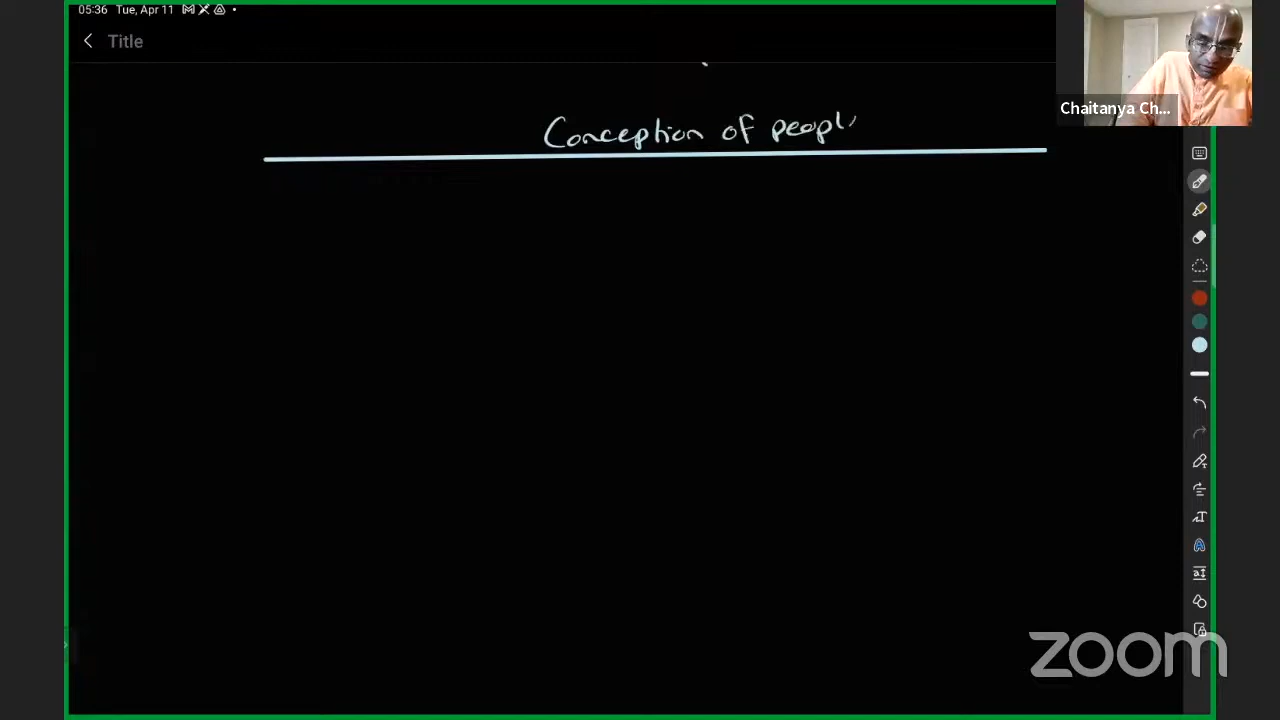 05:36 Tue, Apr 11
Title
Chaitanya Ch...
Conception of peopl
zoom